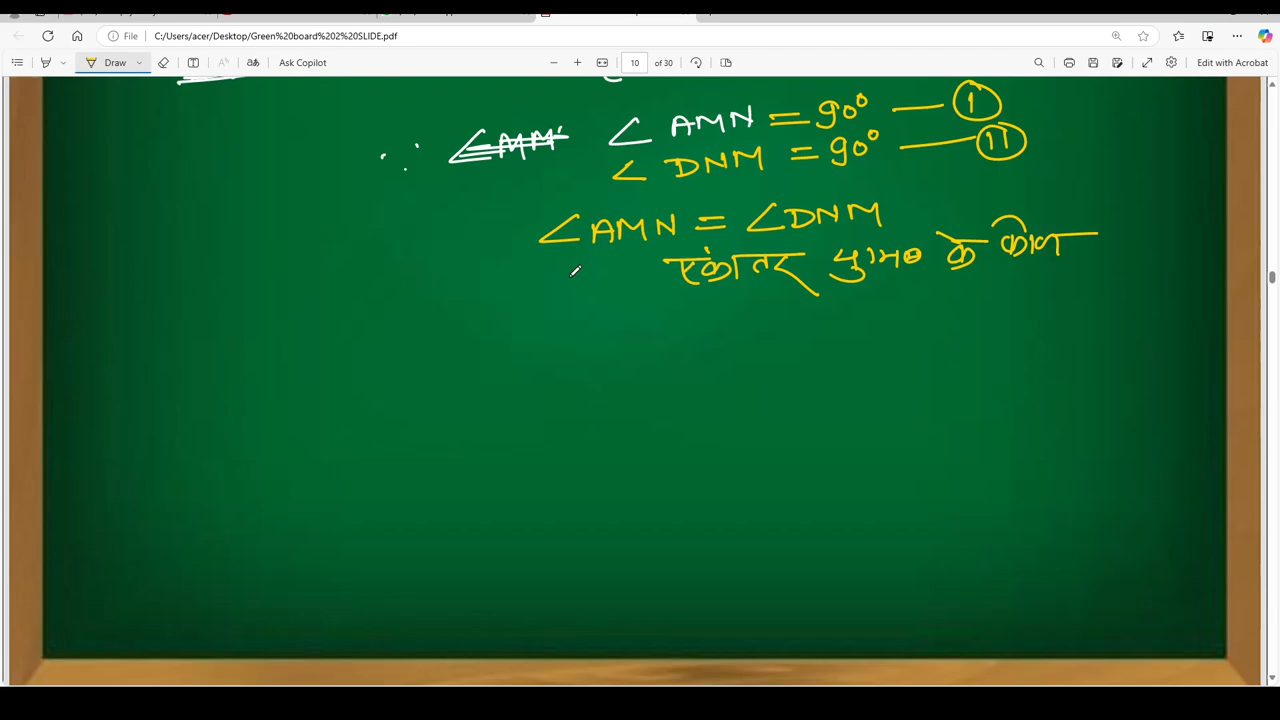 File C:/Users/acer/Desktop/Green%20board%202%20SLIDE.pdf
Draw Ask Copilot 10 of 30 Edit with Acrobat
∠ AMN = 90° — I
∠ DNM = 90° — II
∠AMN = ∠DNM
एकांतर युग्म के कोण